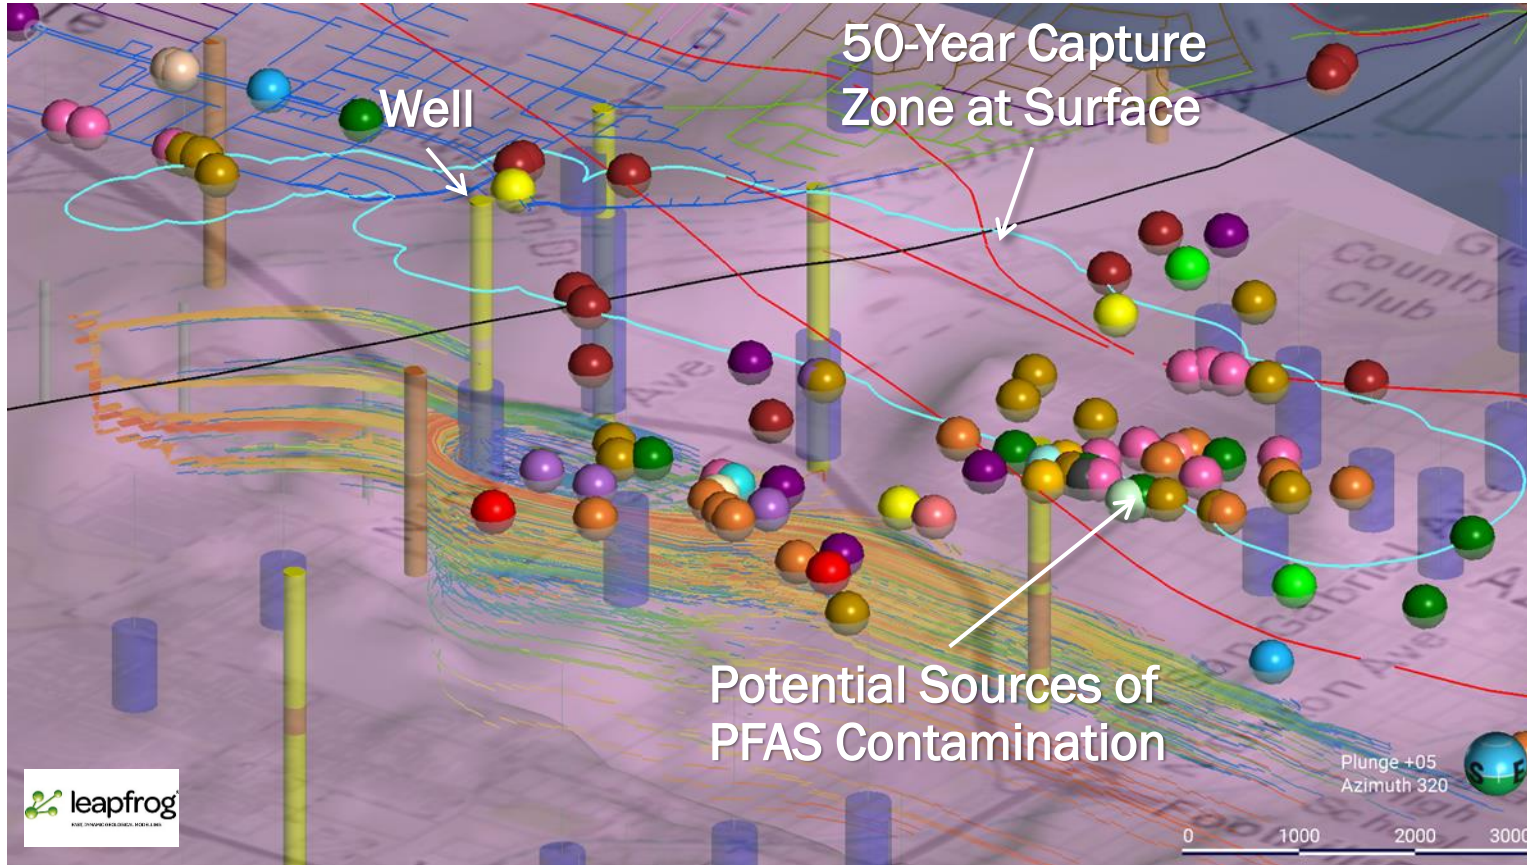 50-Year Capture
Zone at Surface
Well
Country
Club
Ave
Potential Sources of
PFAS Contamination
Plunge +05
Azimuth 320
S E
leapfrog
0 1000 2000 3000